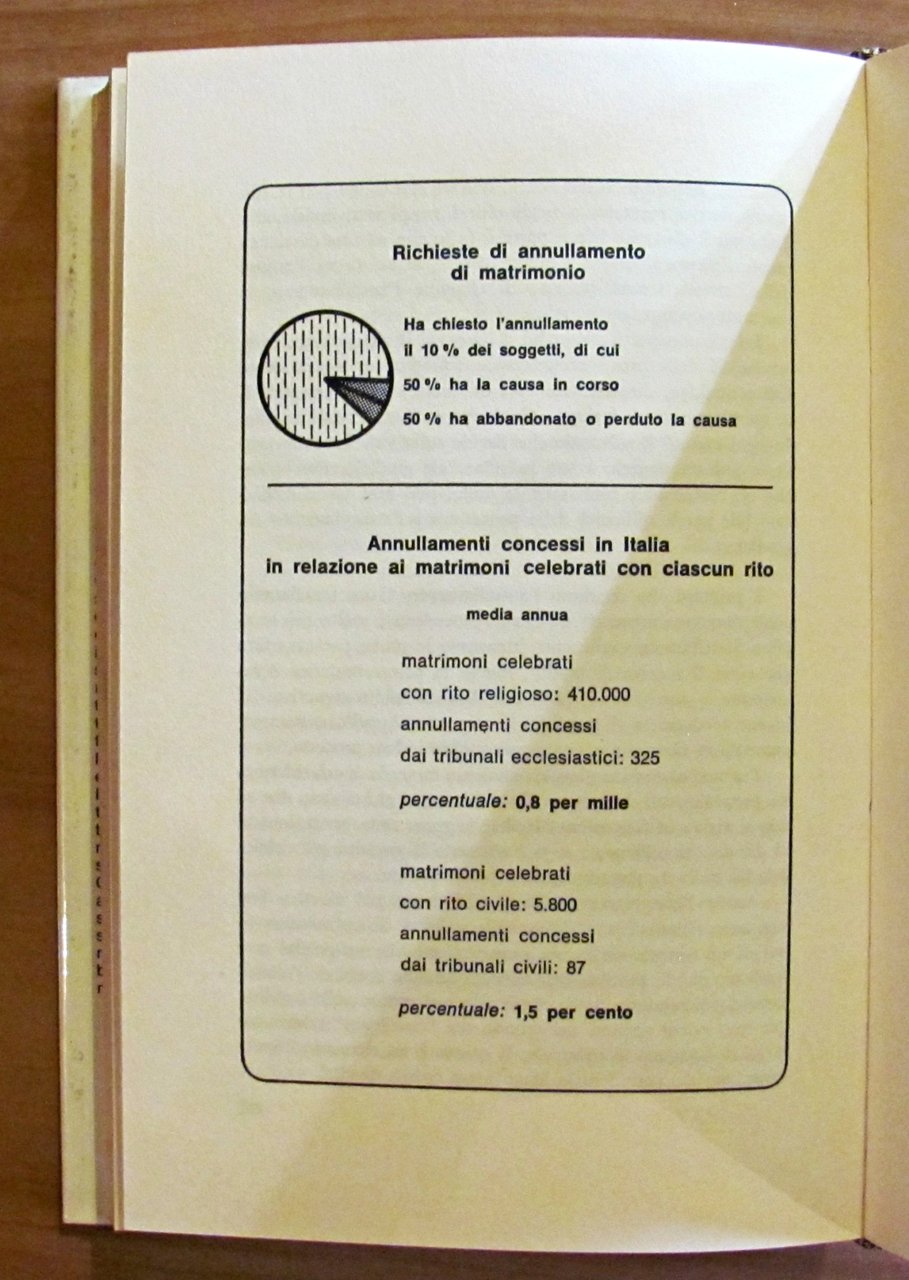 Richieste di annullamento
di matrimonio
Ha chiesto l'annullamento
il 10% dei soggetti, di cui
50% ha la causa in corso
50% ha abbandonato o perduto la causa
Annullamenti concessi in Italia
in relazione ai matrimoni celebrati con ciascun rito
media annua
matrimoni celebrati
con rito religioso: 410.000
annullamenti concessi
dai tribunali ecclesiastici: 325
percentuale: 0,8 per mille
matrimoni celebrati
con rito civile: 5.800
annullamenti concessi
dai tribunali civili: 87
percentuale: 1,5 per cento